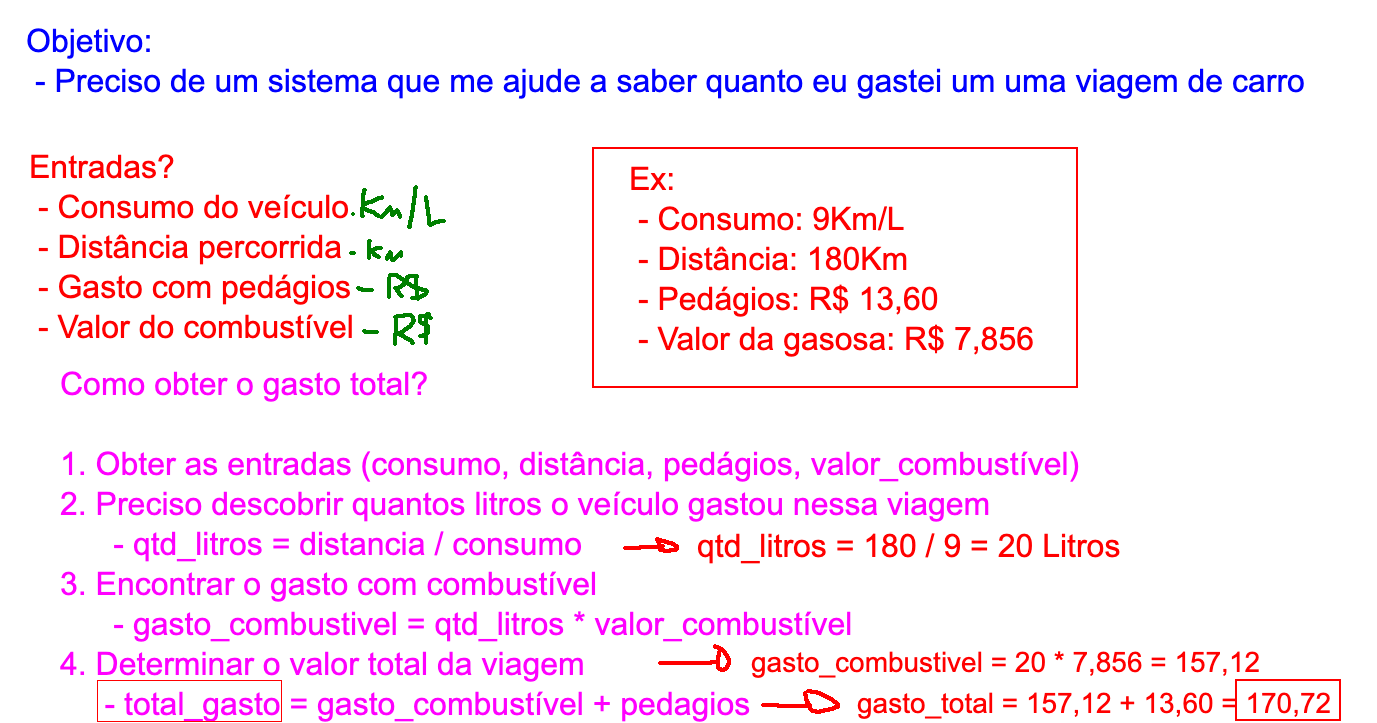 Objetivo:
- Preciso de um sistema que me ajude a saber quanto eu gastei um uma viagem de carro
Entradas?
- Consumo do veículo. Km/L
- Distância percorrida - km
- Gasto com pedágios - R$
- Valor do combustível - R$
Ex:
- Consumo: 9Km/L
- Distância: 180Km
- Pedágios: R$ 13,60
- Valor da gasosa: R$ 7,856
Como obter o gasto total?
1. Obter as entradas (consumo, distância, pedágios, valor_combustível)
2. Preciso descobrir quantos litros o veículo gastou nessa viagem
- qtd_litros = distancia / consumo qtd_litros = 180 / 9 = 20 Litros
3. Encontrar o gasto com combustível
- gasto_combustivel = qtd_litros * valor_combustível
4. Determinar o valor total da viagem gasto_combustivel = 20 * 7,856 = 157,12
- total_gasto = gasto_combustível + pedagios gasto_total = 157,12 + 13,60 = 170,72